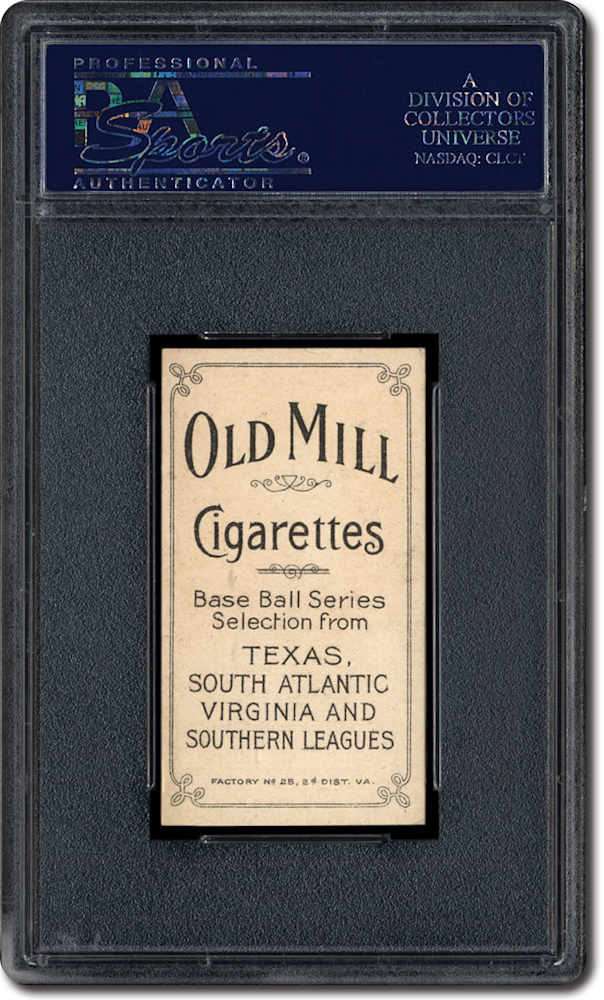 PROFESSIONAL
PSA
Sports®
AUTHENTICATOR
A
DIVISION OF
COLLECTORS
UNIVERSE
NASDAQ: CLCT
OLD MILL
Cigarettes
Base Ball Series
Selection from
TEXAS,
SOUTH ATLANTIC
VIRGINIA AND
SOUTHERN LEAGUES
FACTORY Nº 25, 2d DIST. VA.